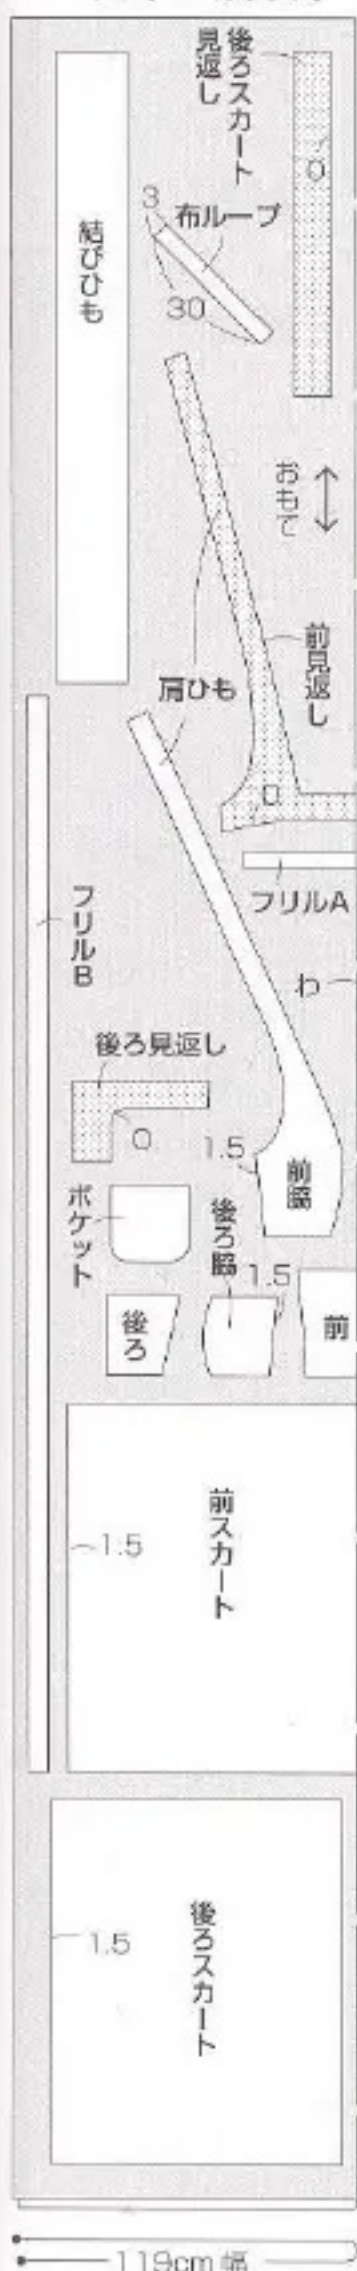 後ろスカート
見返し
0
結びひも
3
布ループ
30
おもて
前見返し
肩ひも
0
フリルA
フリルB
わ
後ろ見返し
0
1.5
前脇
ポケット
後ろ脇
1.5
後ろ
前
前スカート
1.5
後ろスカート
1.5
119cm幅